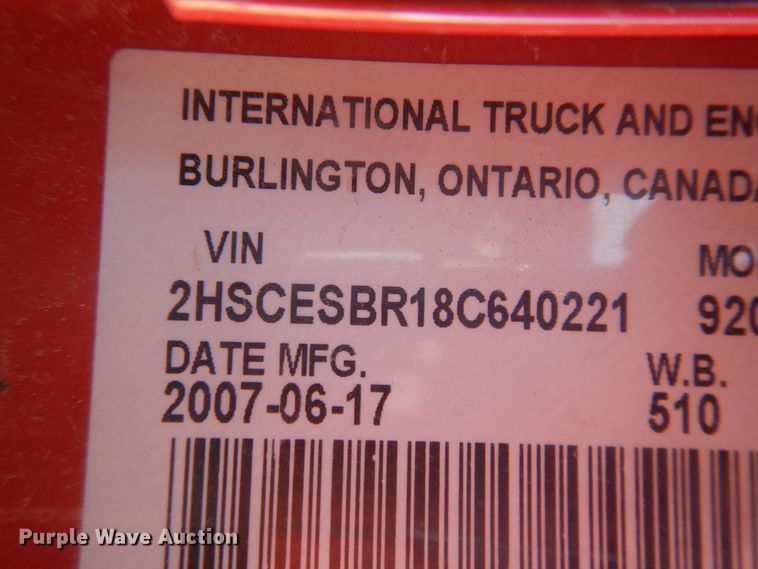 INTERNATIONAL TRUCK AND ENG
BURLINGTON, ONTARIO, CANADA
VIN MO
2HSCESBR18C640221 920
DATE MFG. W.B.
2007-06-17 510
Purple Wave Auction